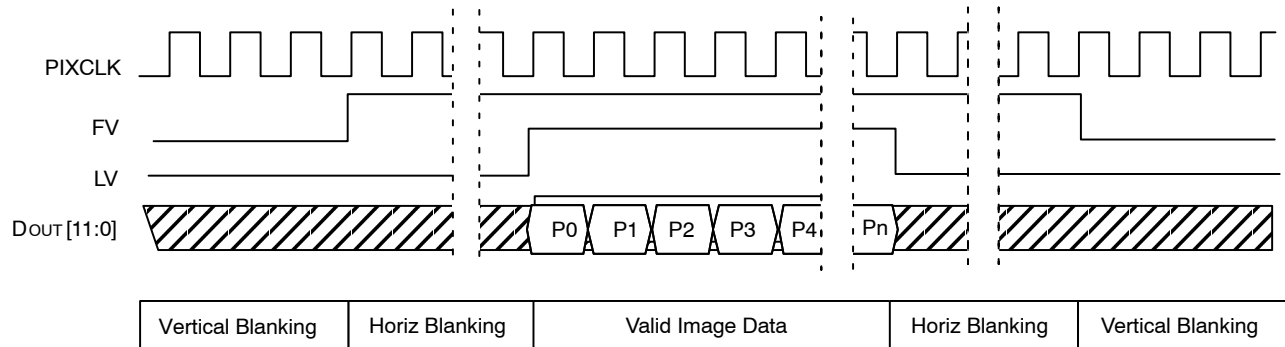 PIXCLK
FV
LV
DOUT [11:0]
P0 P1 P2 P3 P4 Pn
Vertical Blanking Horiz Blanking Valid Image Data Horiz Blanking Vertical Blanking